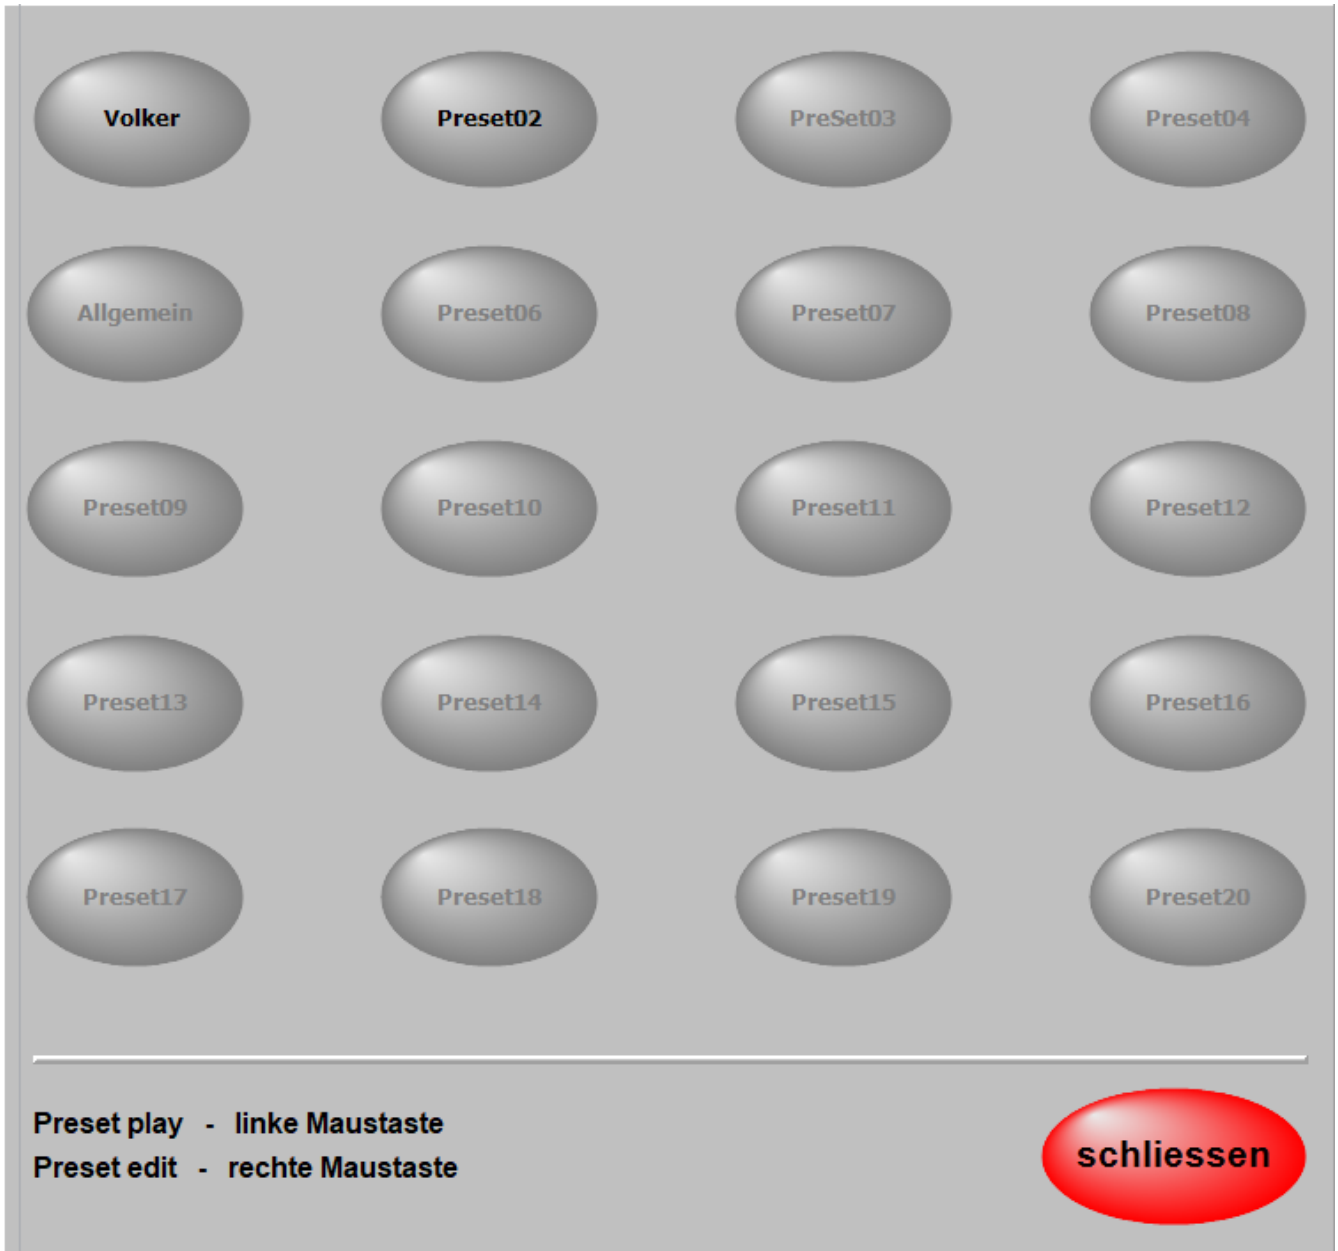 Volker Preset02 PreSet03 Preset04
Allgemein Preset06 Preset07 Preset08
Preset09 Preset10 Preset11 Preset12
Preset13 Preset14 Preset15 Preset16
Preset17 Preset18 Preset19 Preset20
Preset play - linke Maustaste
Preset edit - rechte Maustaste
schliessen